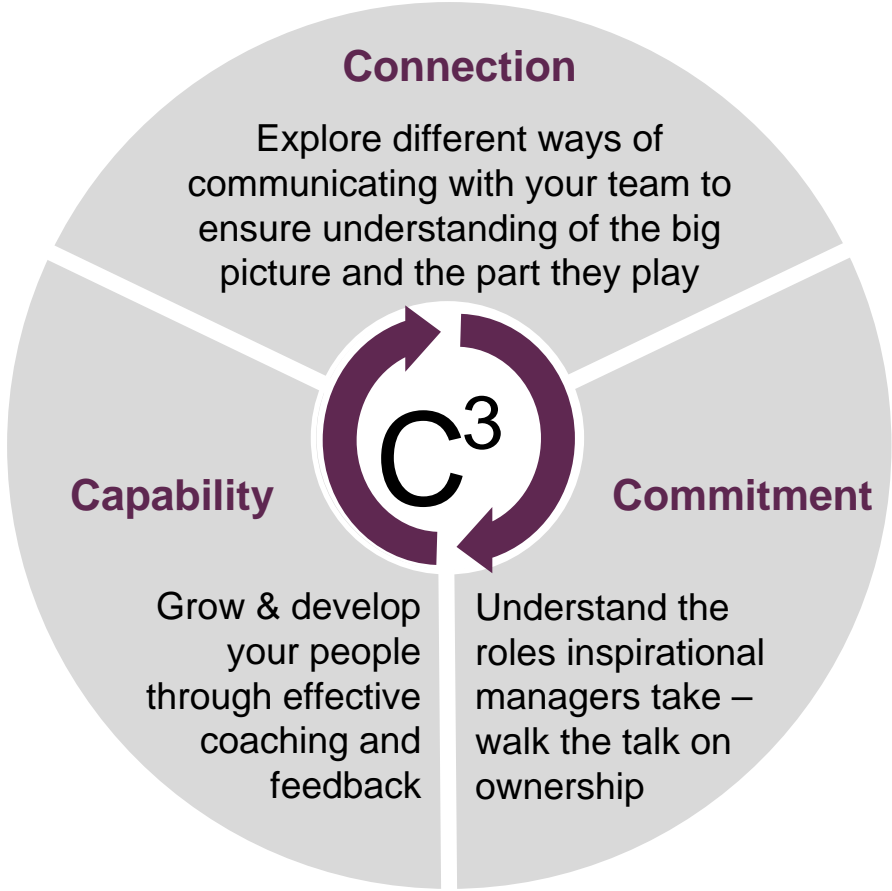 Connection
Explore different ways of
communicating with your team to
ensure understanding of the big
picture and the part they play
C³
Capability
Grow & develop
your people
through effective
coaching and
feedback
Commitment
Understand the
roles inspirational
managers take –
walk the talk on
ownership